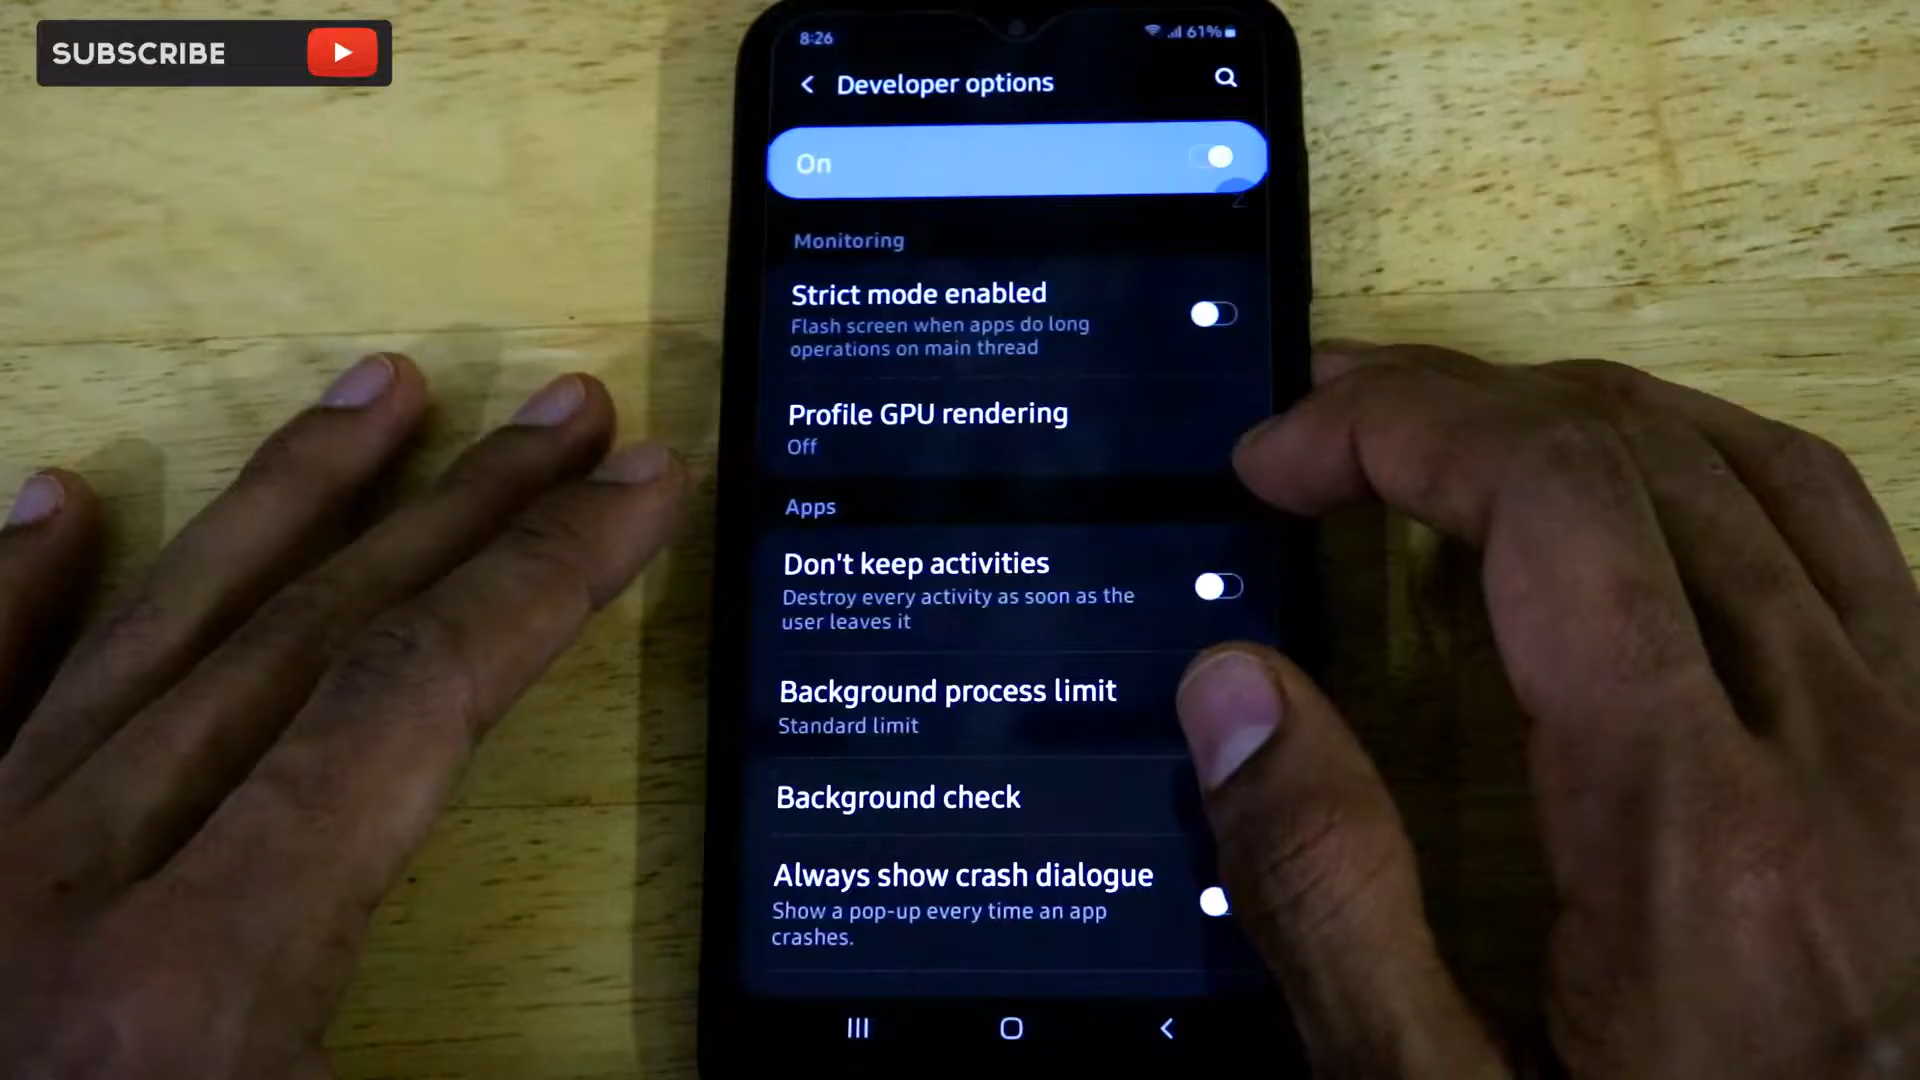 SUBSCRIBE
8:26
61%
Developer options
On
Monitoring
Strict mode enabled
Flash screen when apps do long
operations on main thread
Profile GPU rendering
Off
Apps
Don't keep activities
Destroy every activity as soon as the
user leaves it
Background process limit
Standard limit
Background check
Always show crash dialogue
Show a pop-up every time an app
crashes.